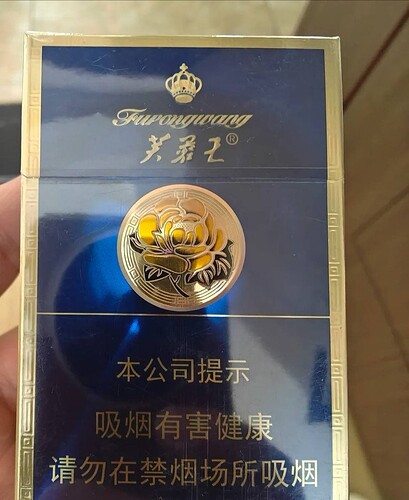 Furongwang
芙蓉王®
本公司提示
吸烟有害健康
请勿在禁烟场所吸烟